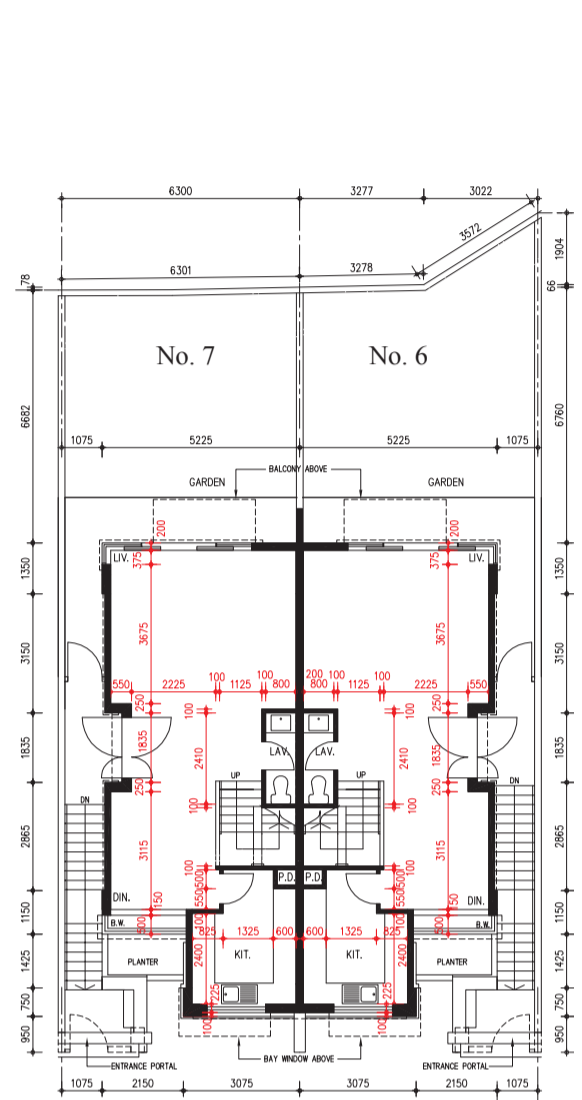 6300 3277 3022
3572
1904
78 6301 3278 66
No. 7 No. 6
6682 6760
1075 5225 5225 1075
BALCONY ABOVE
GARDEN GARDEN
200 200
LIV. 375 375 LIV.
1350 1350
3675 3675
3150 3150
100 100 200 100 100
550 2225 1125 800 800 1125 2225 550
250 100 100 250
1835 1835 2410 LAV. LAV. 2410 1835 1835
250 UP UP 250
DN 100 100 DN
2865 3115 3115 2865
100 500 P.D. P.D. 500 100
550 550
DIN. 150 150 DIN.
1150 B.W. 500 100 100 500 B.W. 1150
825 1325 600 600 1325 825
2400 KIT. KIT. 2400
1425 PLANTER PLANTER 1425
225 225
750 100 100 750
950 950
ENTRANCE PORTAL BAY WINDOW ABOVE ENTRANCE PORTAL
1075 2150 3075 3075 2150 1075